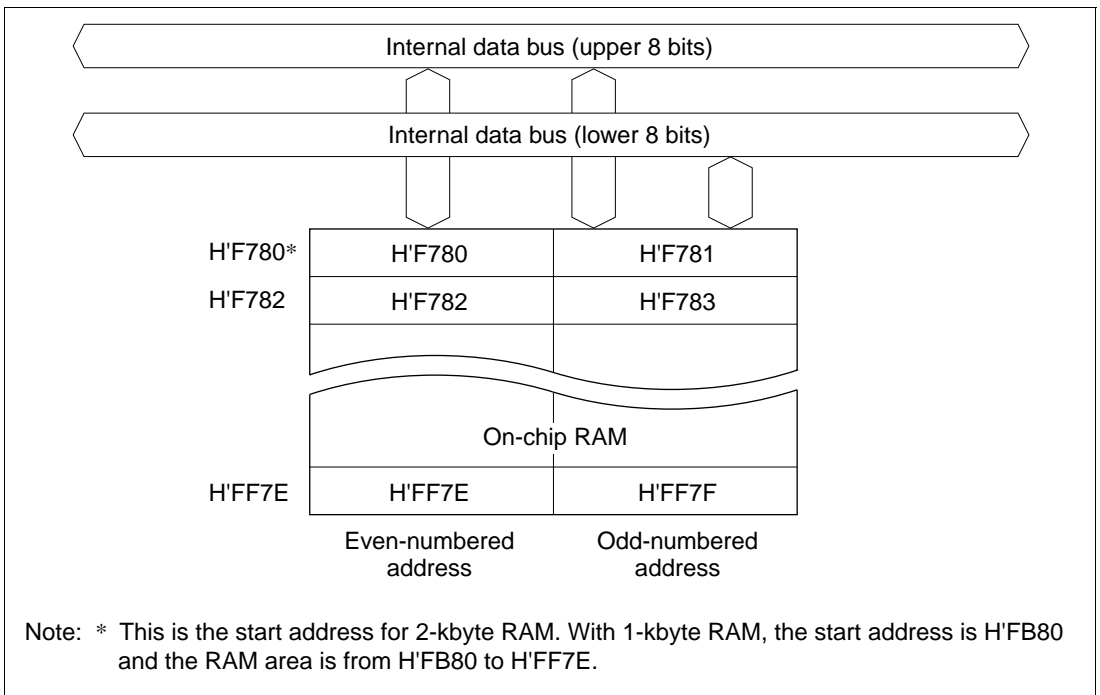 Internal data bus (upper 8 bits)
Internal data bus (lower 8 bits)
H'F780* H'F780 H'F781
H'F782 H'F782 H'F783
On-chip RAM
H'FF7E H'FF7E H'FF7F
Even-numbered address
Odd-numbered address
Note: * This is the start address for 2-kbyte RAM. With 1-kbyte RAM, the start address is H'FB80
and the RAM area is from H'FB80 to H'FF7E.